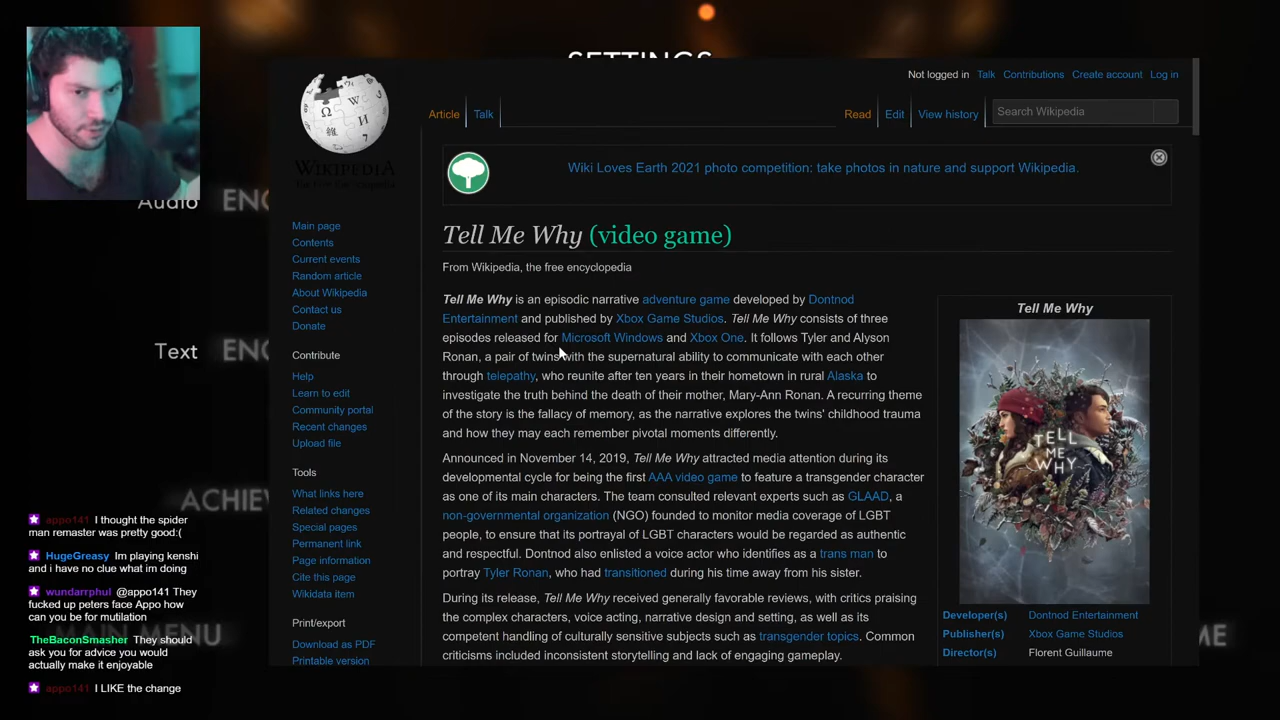 SETTINGS
Not logged in Talk Contributions Create account Log in
Article Talk Read Edit View history Search Wikipedia
WIKIPEDIA
The Free Encyclopedia
Wiki Loves Earth 2021 photo competition: take photos in nature and support Wikipedia.
Audio ENG
Main page
Contents
Current events
Random article
About Wikipedia
Contact us
Donate
Contribute
Help
Learn to edit
Community portal
Recent changes
Upload file
Tools
What links here
Related changes
Special pages
Permanent link
Page information
Cite this page
Wikidata item
Print/export
Download as PDF
Printable version
Tell Me Why (video game)
From Wikipedia, the free encyclopedia
Tell Me Why is an episodic narrative adventure game developed by Dontnod
Entertainment and published by Xbox Game Studios. Tell Me Why consists of three
episodes released for Microsoft Windows and Xbox One. It follows Tyler and Alyson
Ronan, a pair of twins with the supernatural ability to communicate with each other
through telepathy, who reunite after ten years in their hometown in rural Alaska to
investigate the truth behind the death of their mother, Mary-Ann Ronan. A recurring theme
of the story is the fallacy of memory, as the narrative explores the twins' childhood trauma
and how they may each remember pivotal moments differently.
Announced in November 14, 2019, Tell Me Why attracted media attention during its
developmental cycle for being the first AAA video game to feature a transgender character
as one of its main characters. The team consulted relevant experts such as GLAAD, a
non-governmental organization (NGO) founded to monitor media coverage of LGBT
people, to ensure that its portrayal of LGBT characters would be regarded as authentic
and respectful. Dontnod also enlisted a voice actor who identifies as a trans man to
portray Tyler Ronan, who had transitioned during his time away from his sister.
During its release, Tell Me Why received generally favorable reviews, with critics praising
the complex characters, voice acting, narrative design and setting, as well as its
competent handling of culturally sensitive subjects such as transgender topics. Common
criticisms included inconsistent storytelling and lack of engaging gameplay.
Tell Me Why
TELL
ME
WHY
Developer(s) Dontnod Entertainment
Publisher(s) Xbox Game Studios
Director(s) Florent Guillaume
Text ENG
ACHIEV
MAIN MENU
ME
appo141 I thought the spider
man remaster was pretty good:(
HugeGreasy Im playing kenshi
and i have no clue what im doing
wundarrphul @appo141 They
fucked up peters face Appo how
can you be for mutilation
TheBaconSmasher They should
ask you for advice you would
actually make it enjoyable
appo141 I LIKE the change